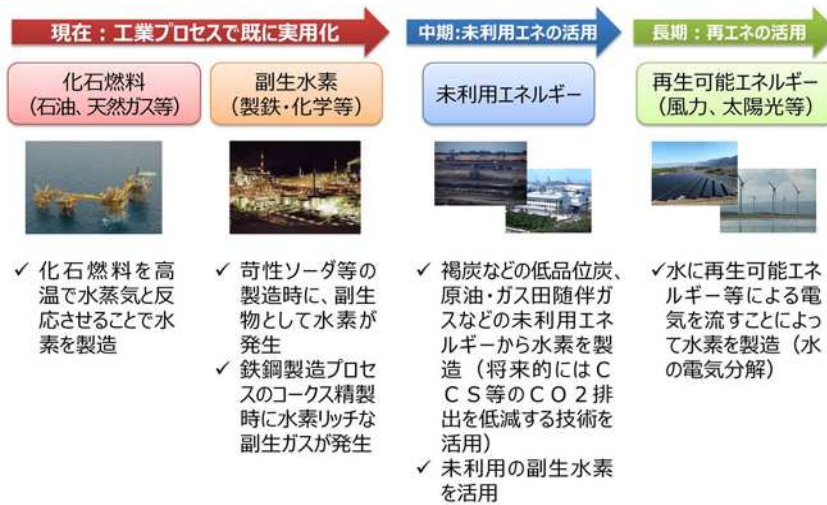 現在：工業プロセスで既に実用化
中期:未利用エネの活用
長期：再エネの活用
化石燃料
（石油、天然ガス等）
副生水素
（製鉄・化学等）
未利用エネルギー
再生可能エネルギー
（風力、太陽光等）
✓ 化石燃料を高
温で水蒸気と反
応させることで水
素を製造
✓ 苛性ソーダ等の
製造時に、副生
物として水素が
発生
✓ 鉄鋼製造プロセ
スのコークス精製
時に水素リッチな
副生ガスが発生
✓ 褐炭などの低品位炭、
原油・ガス田随伴ガ
スなどの未利用エネ
ルギーから水素を製
造（将来的にはＣ
ＣＳ等のＣＯ２排
出を低減する技術を
活用）
✓ 未利用の副生水素
を活用
✓水に再生可能エネ
ルギー等による電
気を流すことによっ
て水素を製造（水
の電気分解）